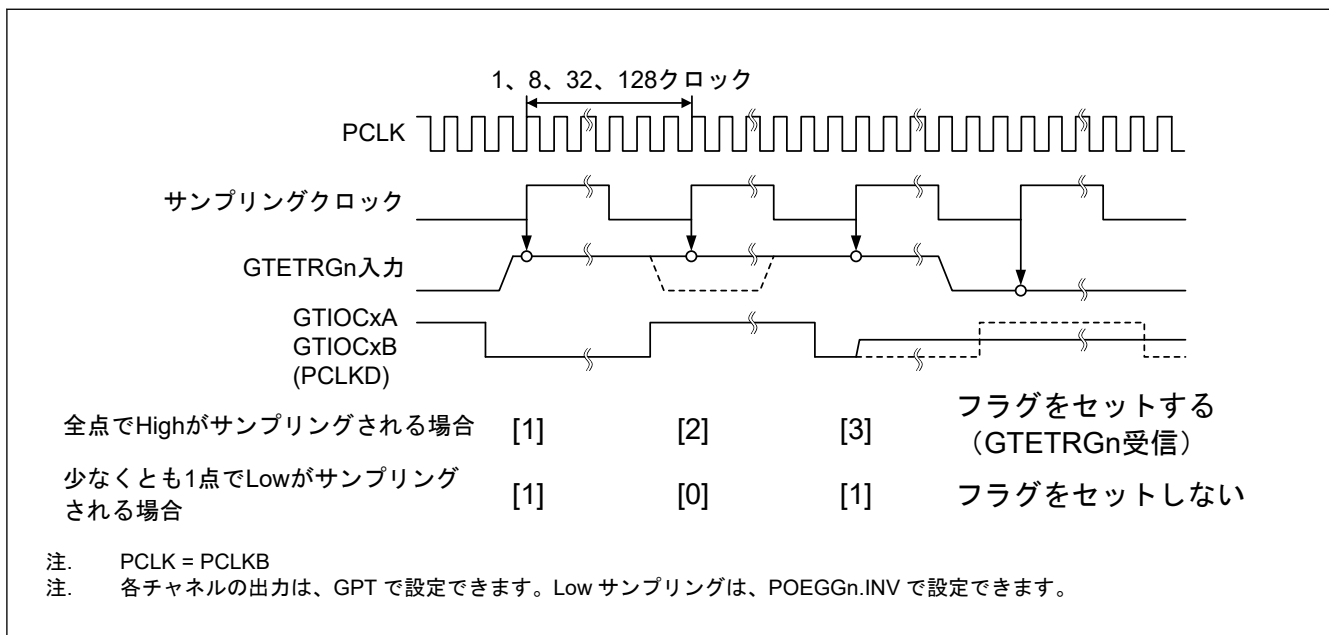 1、8、32、128クロック
PCLK
サンプリングクロック
GTETRGn入力
GTIOCxA
GTIOCxB
(PCLKD)
全点でHighがサンプリングされる場合 [1] [2] [3] フラグをセットする
（GTETRGn受信）
少なくとも1点でLowがサンプリング
される場合 [1] [0] [1] フラグをセットしない
注. PCLK = PCLKB
注. 各チャネルの出力は、GPT で設定できます。Low サンプリングは、POEGGn.INV で設定できます。